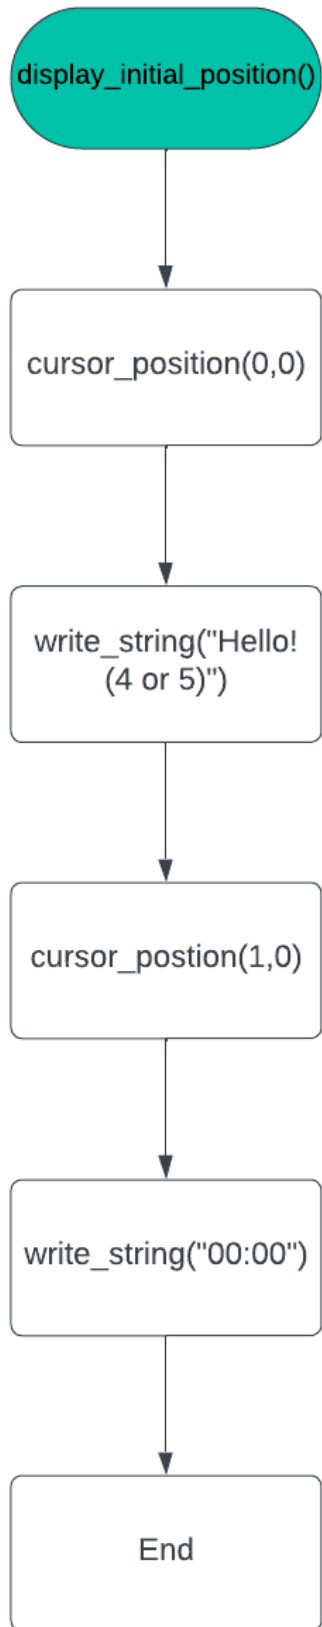 display_initial_position()
cursor_position(0,0)
write_string("Hello!
(4 or 5)")
cursor_postion(1,0)
write_string("00:00")
End